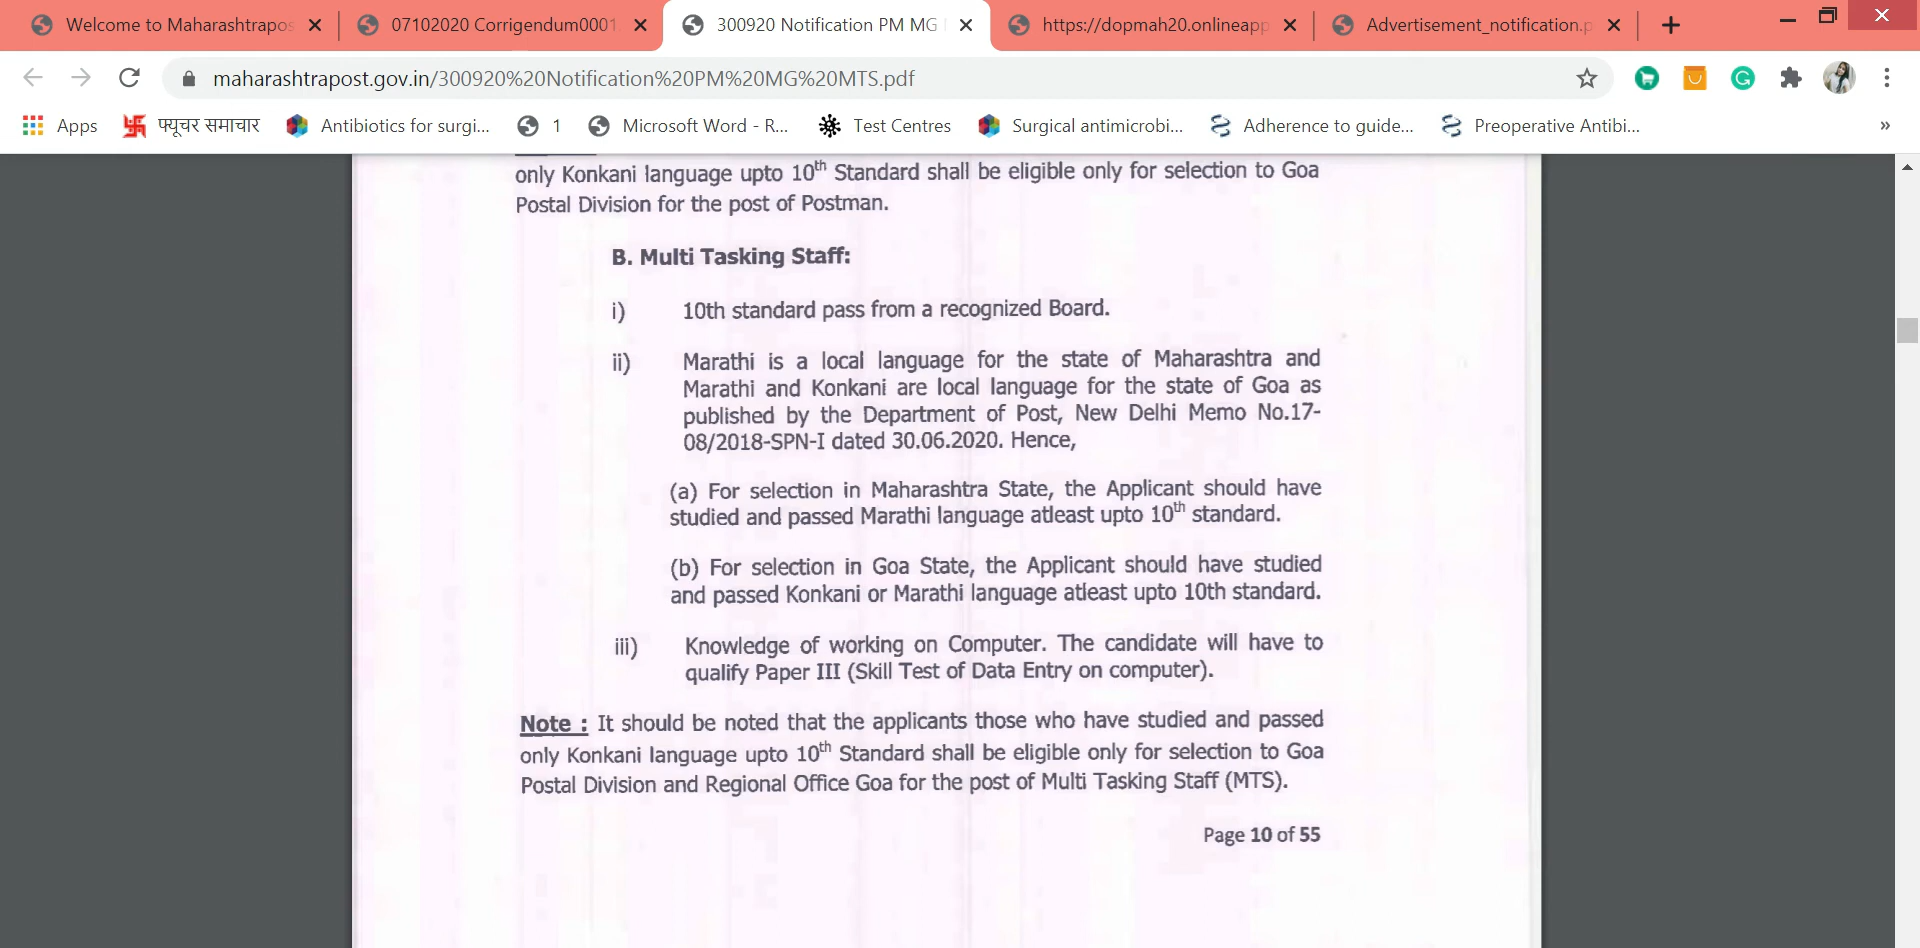 Welcome to Maharashtrapos
07102020 Corrigendum0001
300920 Notification PM MG
https://dopmah20.onlineapp
Advertisement_notification.p
maharashtrapost.gov.in/300920%20Notification%20PM%20MG%20MTS.pdf
Apps
फ्यूचर समाचार
Antibiotics for surgi...
1
Microsoft Word - R...
Test Centres
Surgical antimicrobi...
Adherence to guide...
Preoperative Antibi...
»
only Konkani language upto 10th Standard shall be eligible only for selection to Goa
Postal Division for the post of Postman.
B. Multi Tasking Staff:
i) 10th standard pass from a recognized Board.
ii) Marathi is a local language for the state of Maharashtra and
Marathi and Konkani are local language for the state of Goa as
published by the Department of Post, New Delhi Memo No.17-
08/2018-SPN-I dated 30.06.2020. Hence,
(a) For selection in Maharashtra State, the Applicant should have
studied and passed Marathi language atleast upto 10th standard.
(b) For selection in Goa State, the Applicant should have studied
and passed Konkani or Marathi language atleast upto 10th standard.
iii) Knowledge of working on Computer. The candidate will have to
qualify Paper III (Skill Test of Data Entry on computer).
Note : It should be noted that the applicants those who have studied and passed
only Konkani language upto 10th Standard shall be eligible only for selection to Goa
Postal Division and Regional Office Goa for the post of Multi Tasking Staff (MTS).
Page 10 of 55